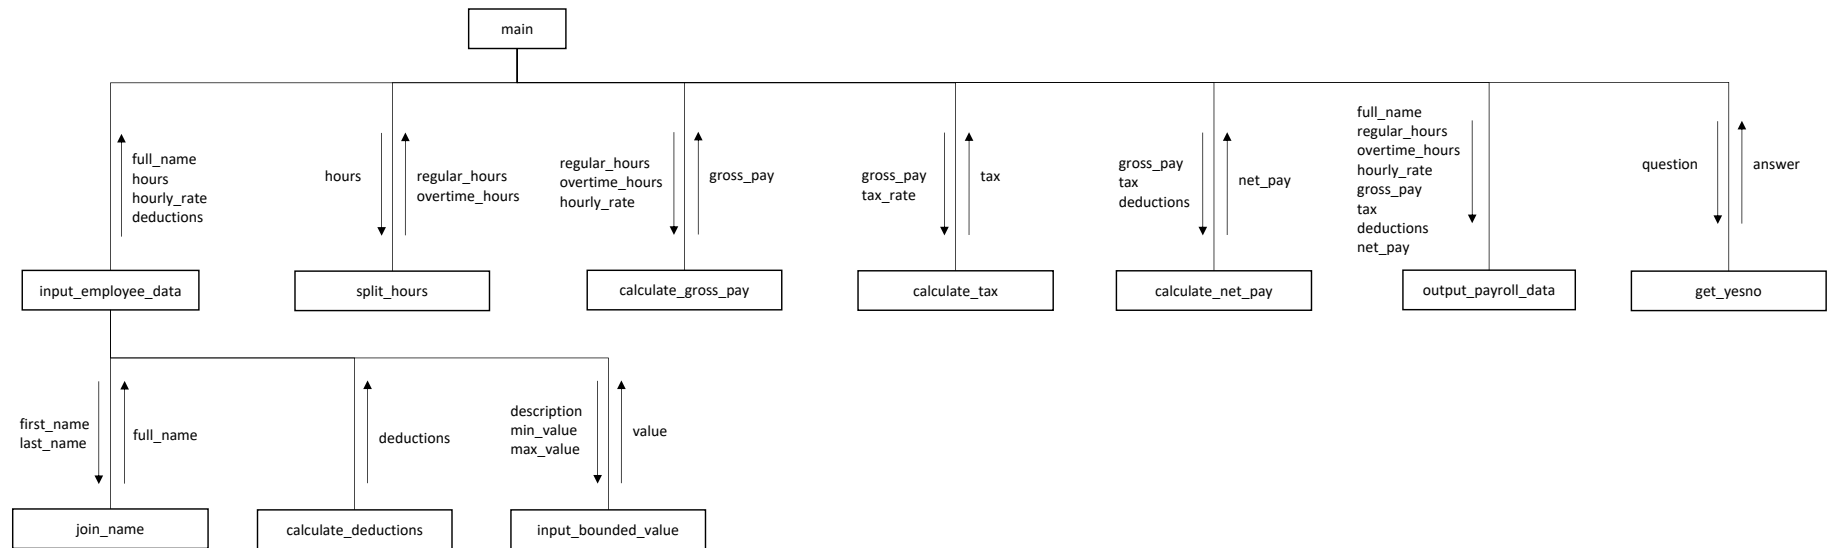 main
full_name
hours
hourly_rate
deductions
hours
regular_hours
overtime_hours
regular_hours
overtime_hours
hourly_rate
gross_pay
gross_pay
tax_rate
tax
gross_pay
tax
deductions
net_pay
full_name
regular_hours
overtime_hours
hourly_rate
gross_pay
tax
deductions
net_pay
question
answer
input_employee_data
split_hours
calculate_gross_pay
calculate_tax
calculate_net_pay
output_payroll_data
get_yesno
first_name
last_name
full_name
deductions
description
min_value
max_value
value
join_name
calculate_deductions
input_bounded_value